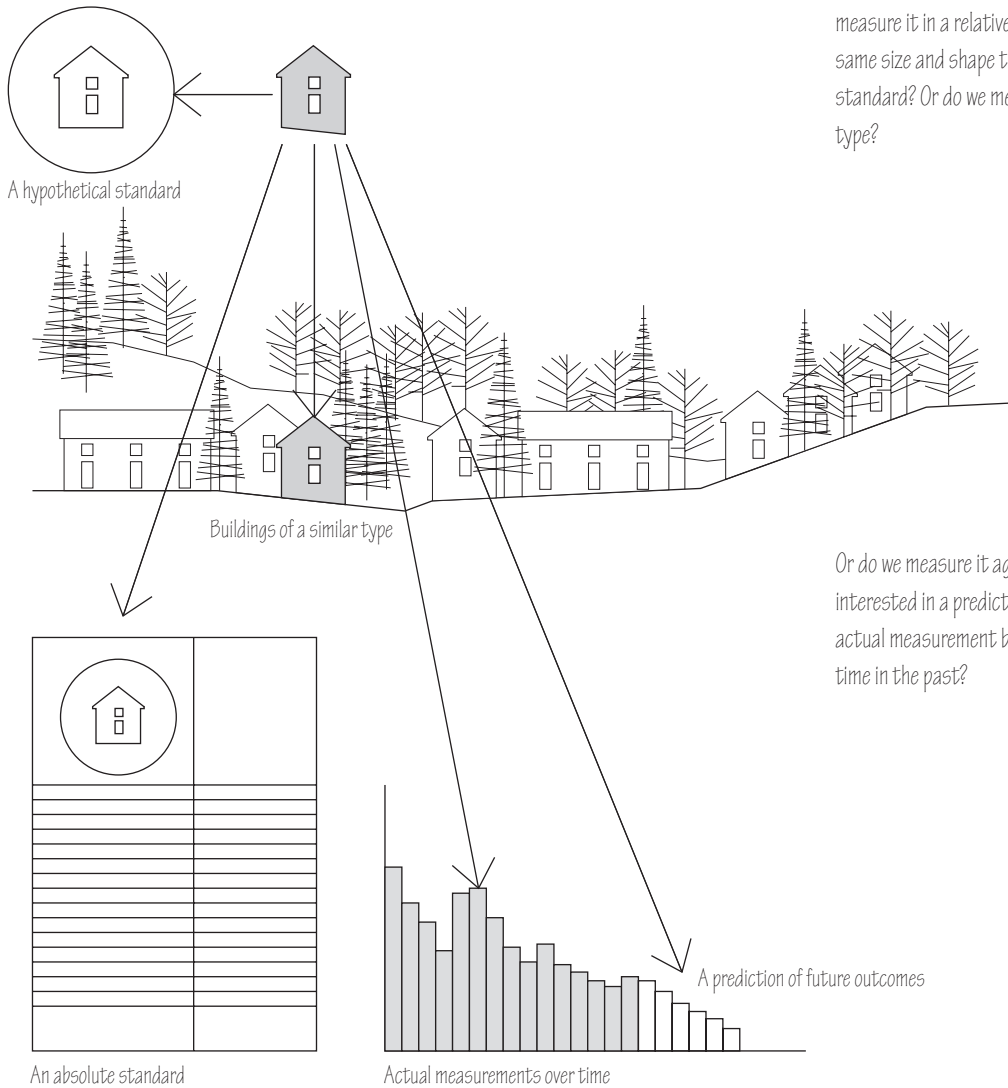 measure it in a relative
same size and shape t
standard? Or do we me
type?
A hypothetical standard
Buildings of a similar type
Or do we measure it ag
interested in a predict
actual measurement b
time in the past?
A prediction of future outcomes
An absolute standard
Actual measurements over time